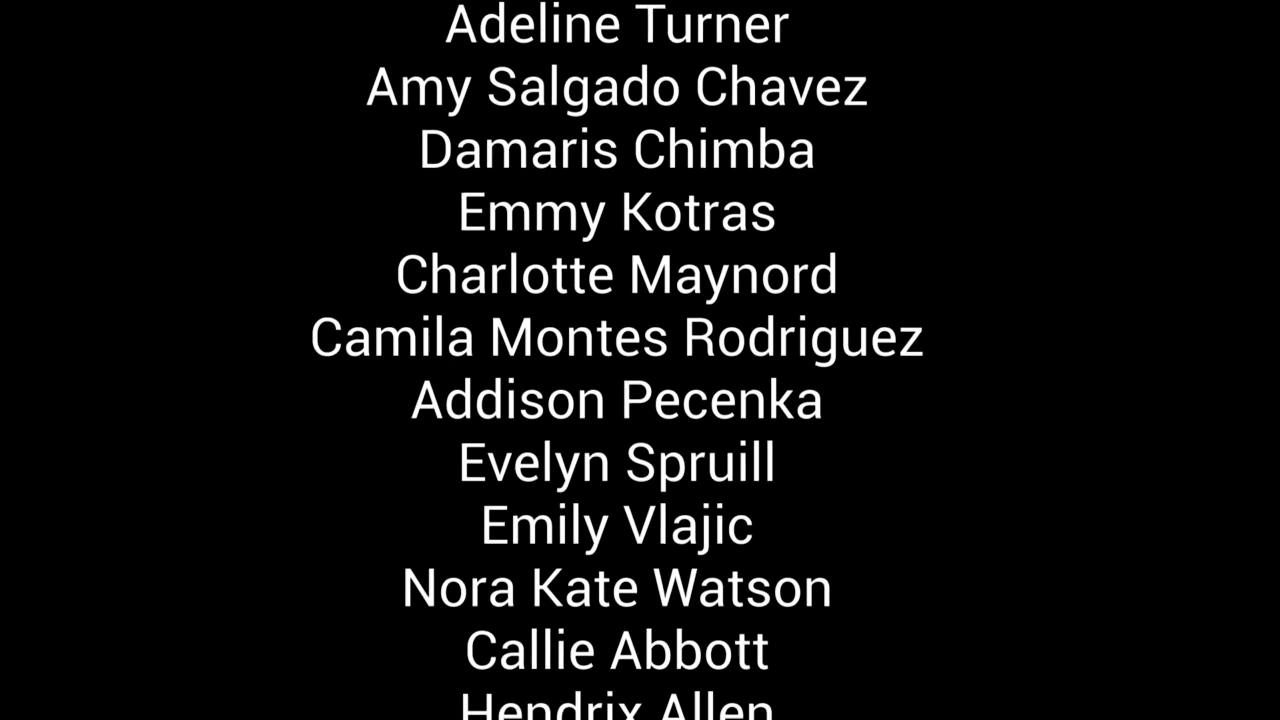 Adeline Turner
Amy Salgado Chavez
Damaris Chimba
Emmy Kotras
Charlotte Maynord
Camila Montes Rodriguez
Addison Pecenka
Evelyn Spruill
Emily Vlajic
Nora Kate Watson
Callie Abbott
Hendrix Allen